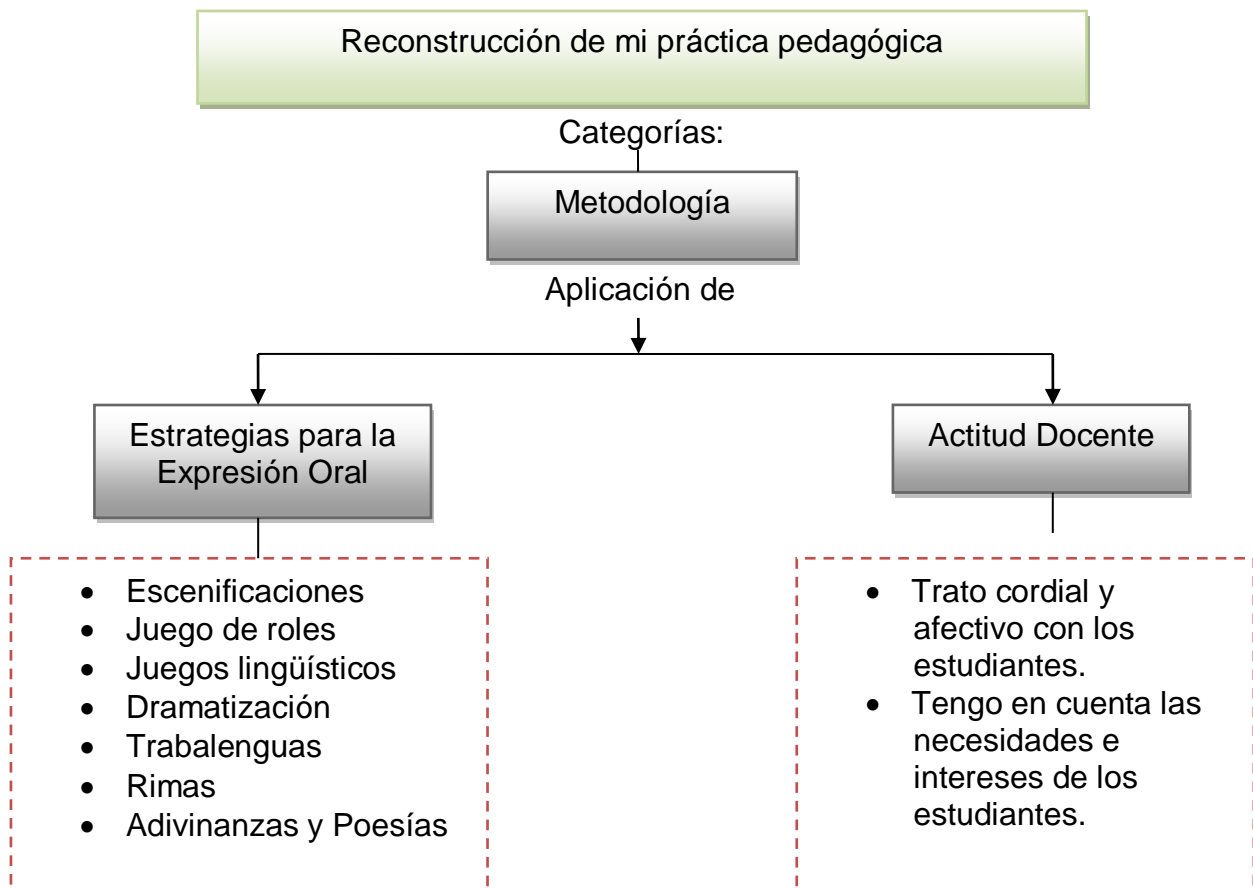 Reconstrucción de mi práctica pedagógica
Categorías:
Metodología
Aplicación de
Estrategias para la
Expresión Oral
• Escenificaciones
• Juego de roles
• Juegos lingüísticos
• Dramatización
• Trabalenguas
• Rimas
• Adivinanzas y Poesías
Actitud Docente
• Trato cordial y
afectivo con los
estudiantes.
• Tengo en cuenta las
necesidades e
intereses de los
estudiantes.